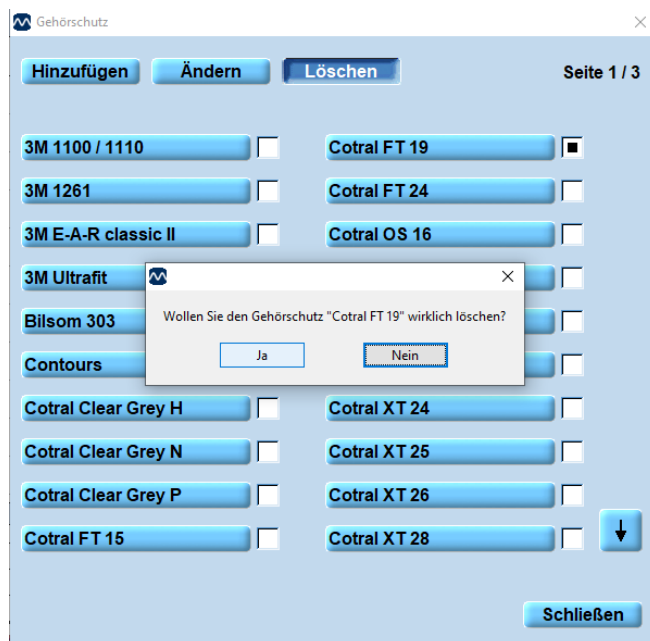 Gehörschutz
Hinzufügen Ändern Löschen Seite 1 / 3
3M 1100 / 1110 Cotral FT 19
3M 1261 Cotral FT 24
3M E-A-R classic II Cotral OS 16
3M Ultrafit
Wollen Sie den Gehörschutz "Cotral FT 19" wirklich löschen?
Bilsom 303
Ja Nein
Contours
Cotral Clear Grey H Cotral XT 24
Cotral Clear Grey N Cotral XT 25
Cotral Clear Grey P Cotral XT 26
Cotral FT 15 Cotral XT 28
Schließen